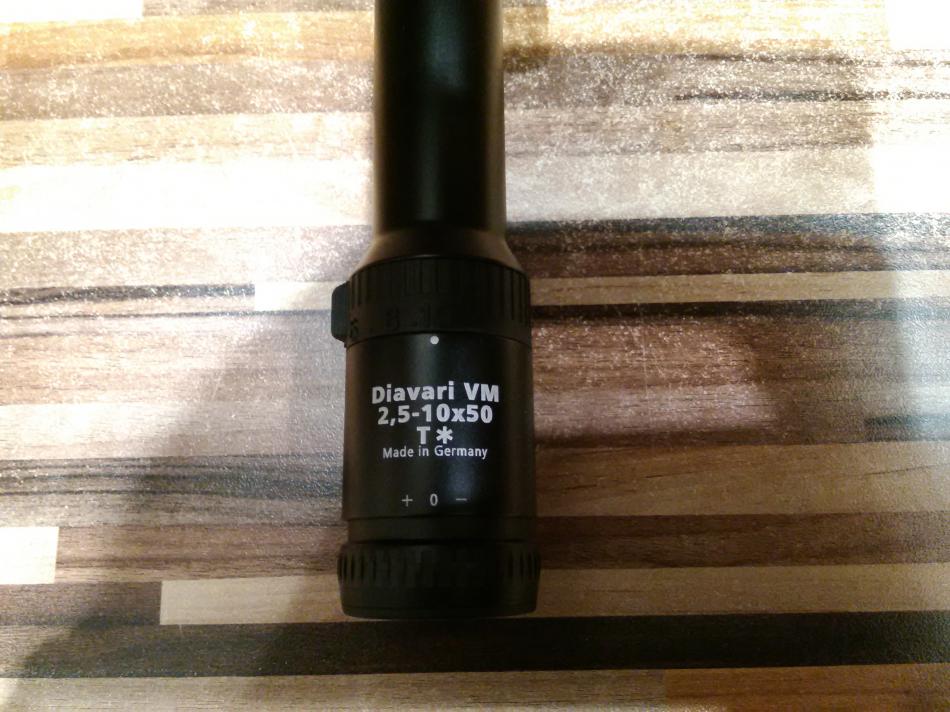 Diavari VM
2,5-10x50
T*
Made in Germany
+ 0 −